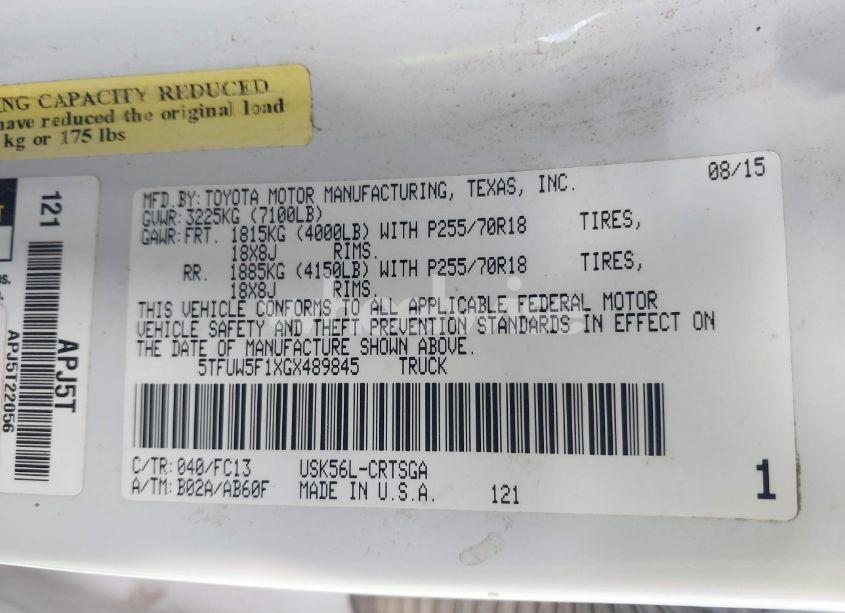 NG CAPACITY REDUCED
have reduced the original load
kg or 175 lbs
121
APJ5T
APJ5T22056
MFD.BY:TOYOTA MOTOR MANUFACTURING, TEXAS, INC. 08/15
GVWR:3225KG (7100LB)
GAWR:FRT. 1815KG (4000LB) WITH P255/70R18 TIRES,
18X8J RIMS.
RR. 1885KG (4150LB) WITH P255/70R18 TIRES,
18X8J RIMS.
THIS VEHICLE CONFORMS TO ALL APPLICABLE FEDERAL MOTOR
VEHICLE SAFETY AND THEFT PREVENTION STANDARDS IN EFFECT ON
THE DATE OF MANUFACTURE SHOWN ABOVE.
5TFUW5F1XGX489845 TRUCK
C/TR:040/FC13 USK56L-CRTSGA
A/TM:B02A/AB60F MADE IN U.S.A. 121 1